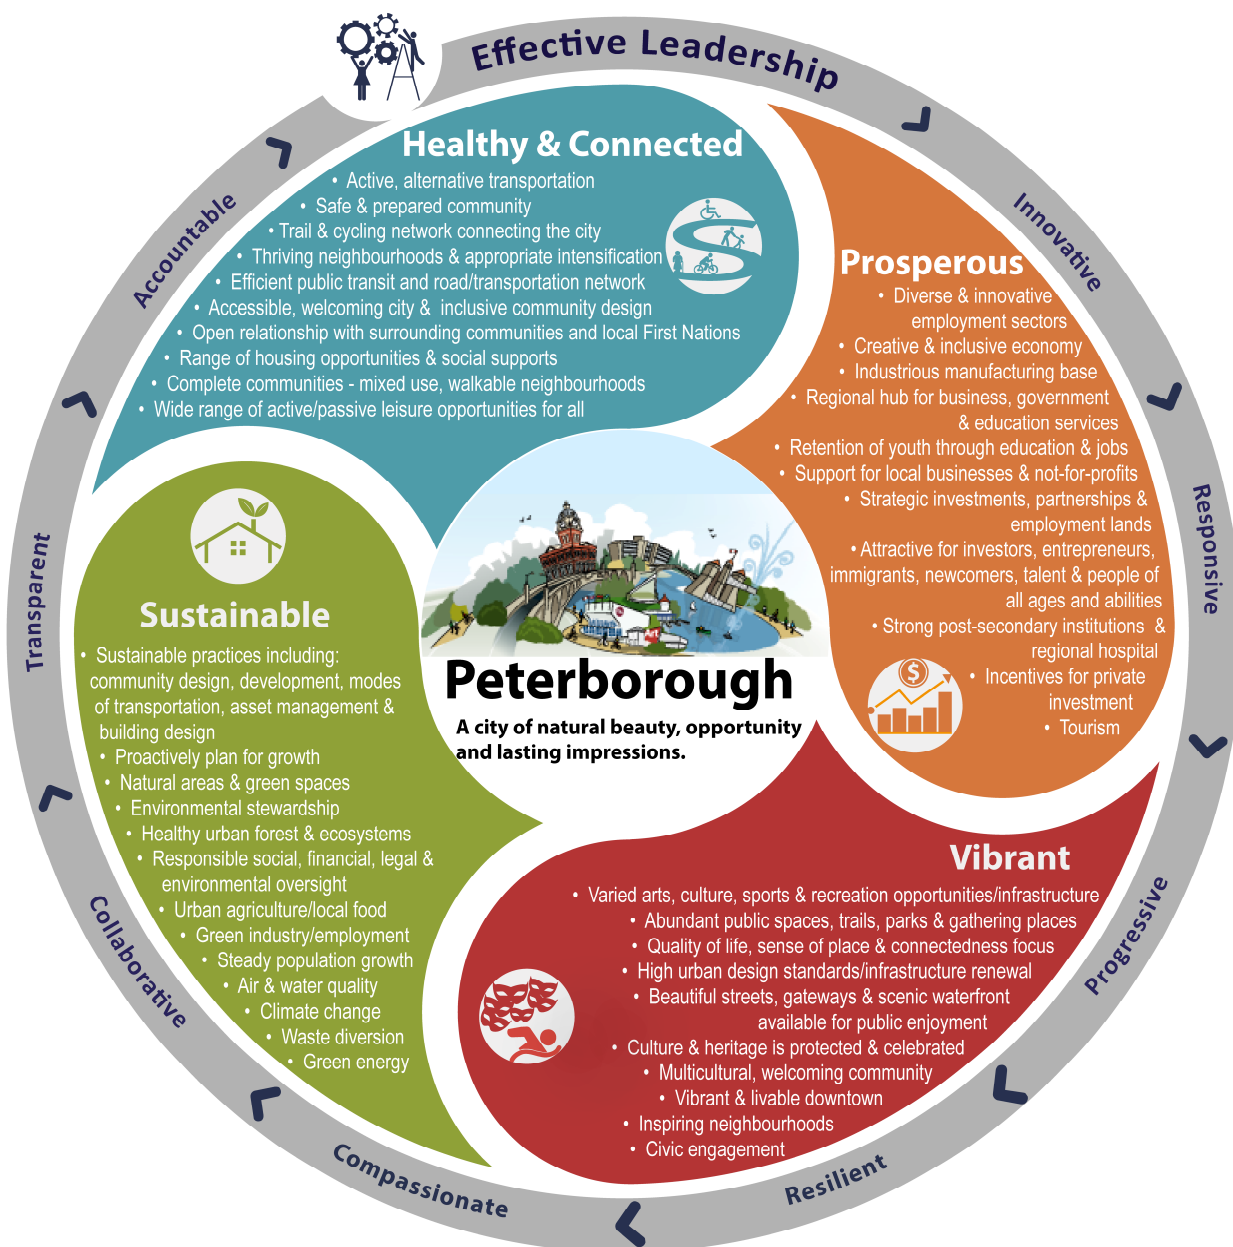 Effective Leadership
Innovative
Responsive
Progressive
Resilient
Compassionate
Collaborative
Transparent
Accountable
Healthy & Connected
• Active, alternative transportation
• Safe & prepared community
• Trail & cycling network connecting the city
• Thriving neighbourhoods & appropriate intensification
• Efficient public transit and road/transportation network
• Accessible, welcoming city & inclusive community design
• Open relationship with surrounding communities and local First Nations
• Range of housing opportunities & social supports
• Complete communities - mixed use, walkable neighbourhoods
• Wide range of active/passive leisure opportunities for all
Prosperous
• Diverse & innovative
employment sectors
• Creative & inclusive economy
• Industrious manufacturing base
• Regional hub for business, government
& education services
• Retention of youth through education & jobs
• Support for local businesses & not-for-profits
• Strategic investments, partnerships &
employment lands
• Attractive for investors, entrepreneurs,
immigrants, newcomers, talent & people of
all ages and abilities
• Strong post-secondary institutions &
regional hospital
• Incentives for private
investment
• Tourism
$
Sustainable
• Sustainable practices including:
community design, development, modes
of transportation, asset management &
building design
• Proactively plan for growth
• Natural areas & green spaces
• Environmental stewardship
• Healthy urban forest & ecosystems
• Responsible social, financial, legal &
environmental oversight
• Urban agriculture/local food
• Green industry/employment
• Steady population growth
• Air & water quality
• Climate change
• Waste diversion
• Green energy
Art
Peterborough
A city of natural beauty, opportunity
and lasting impressions.
Vibrant
• Varied arts, culture, sports & recreation opportunities/infrastructure
• Abundant public spaces, trails, parks & gathering places
• Quality of life, sense of place & connectedness focus
• High urban design standards/infrastructure renewal
• Beautiful streets, gateways & scenic waterfront
available for public enjoyment
• Culture & heritage is protected & celebrated
• Multicultural, welcoming community
• Vibrant & livable downtown
• Inspiring neighbourhoods
• Civic engagement